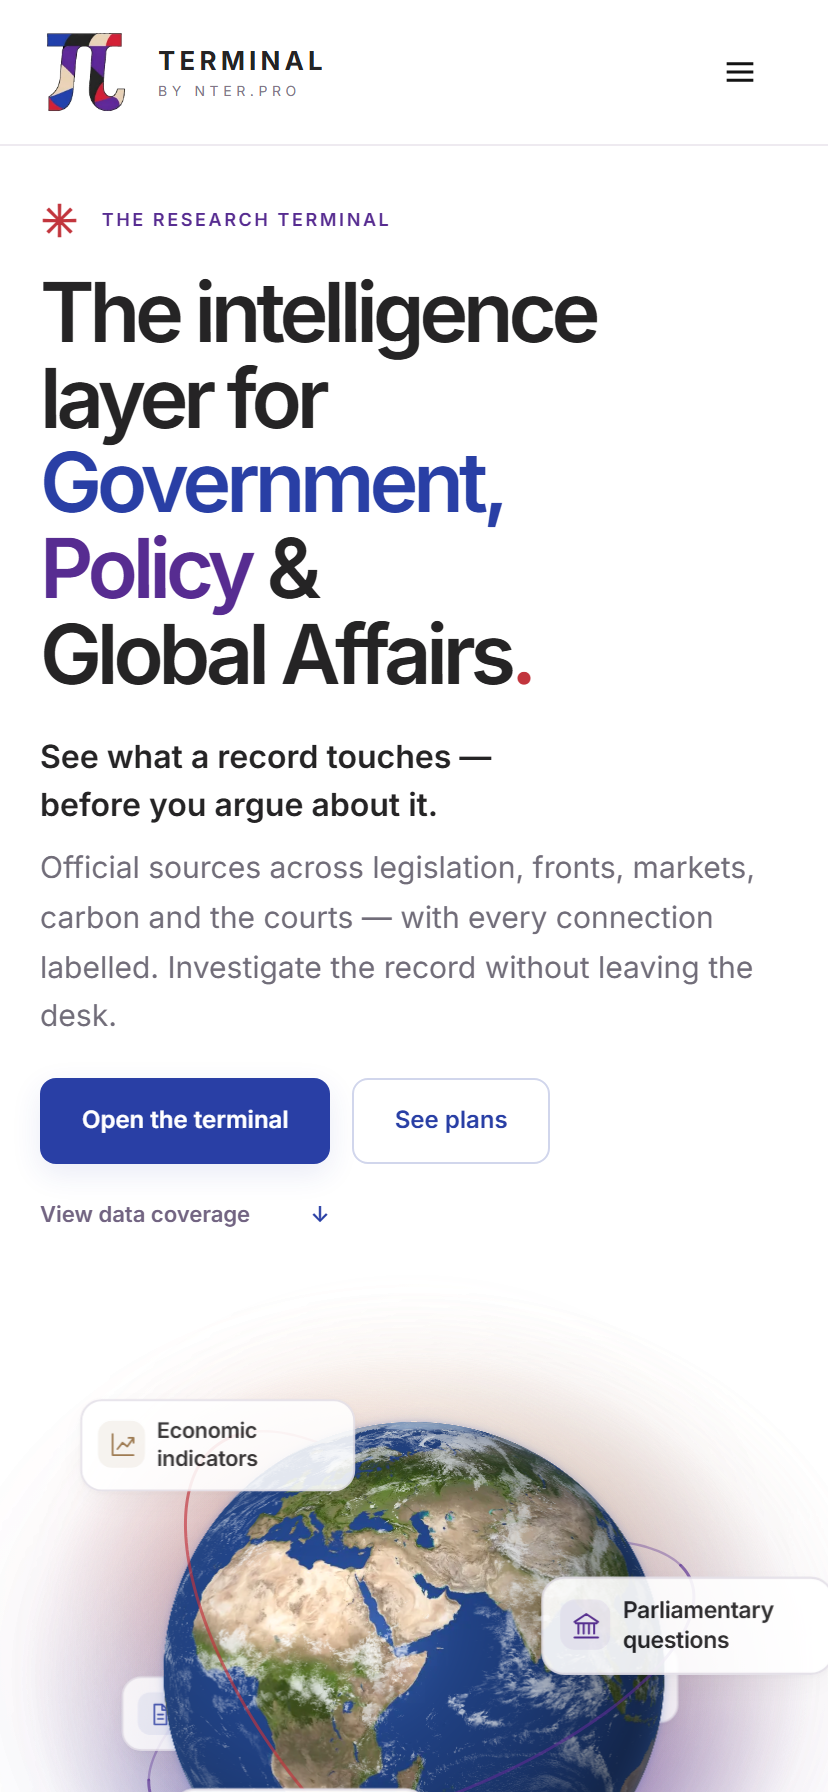 TERMINAL
BY NTER.PRO
THE RESEARCH TERMINAL
The intelligence
layer for
Government,
Policy &
Global Affairs.
See what a record touches —
before you argue about it.
Official sources across legislation, fronts, markets,
carbon and the courts — with every connection
labelled. Investigate the record without leaving the
desk.
Open the terminal
See plans
View data coverage ↓
Economic
indicators
Parliamentary
questions